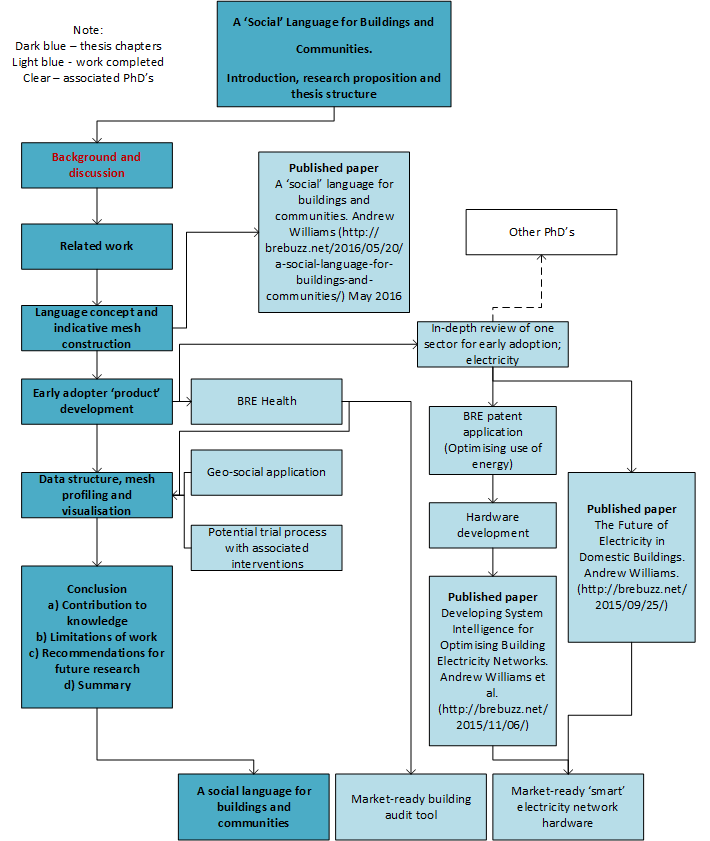 Note:
Dark blue – thesis chapters
Light blue - work completed
Clear – associated PhD's
A 'Social' Language for Buildings and
Communities.
Introduction, research proposition and
thesis structure
Background and
discussion
Related work
Language concept and
indicative mesh
construction
Early adopter 'product'
development
Data structure, mesh
profiling and
visualisation
Conclusion
a) Contribution to
knowledge
b) Limitations of work
c) Recommendations for
future research
d) Summary
A social language for
buildings and
communities
Published paper
A 'social' language for
buildings and
communities. Andrew
Williams (http://
brebuzz.net/2016/05/20/
a-social-language-for-
buildings-and-
communities/) May 2016
BRE Health
Geo-social application
Potential trial process
with associated
interventions
Market-ready building
audit tool
Other PhD's
In-depth review of one
sector for early adoption;
electricity
BRE patent
application
(Optimising use of
energy)
Hardware
development
Published paper
Developing System
Intelligence for
Optimising Building
Electricity Networks.
Andrew Williams et
al.
(http://brebuzz.net/
2015/11/06/)
Published paper
The Future of
Electricity in
Domestic Buildings.
Andrew Williams.
(http://brebuzz.net/
2015/09/25/)
Market-ready 'smart'
electricity network
hardware